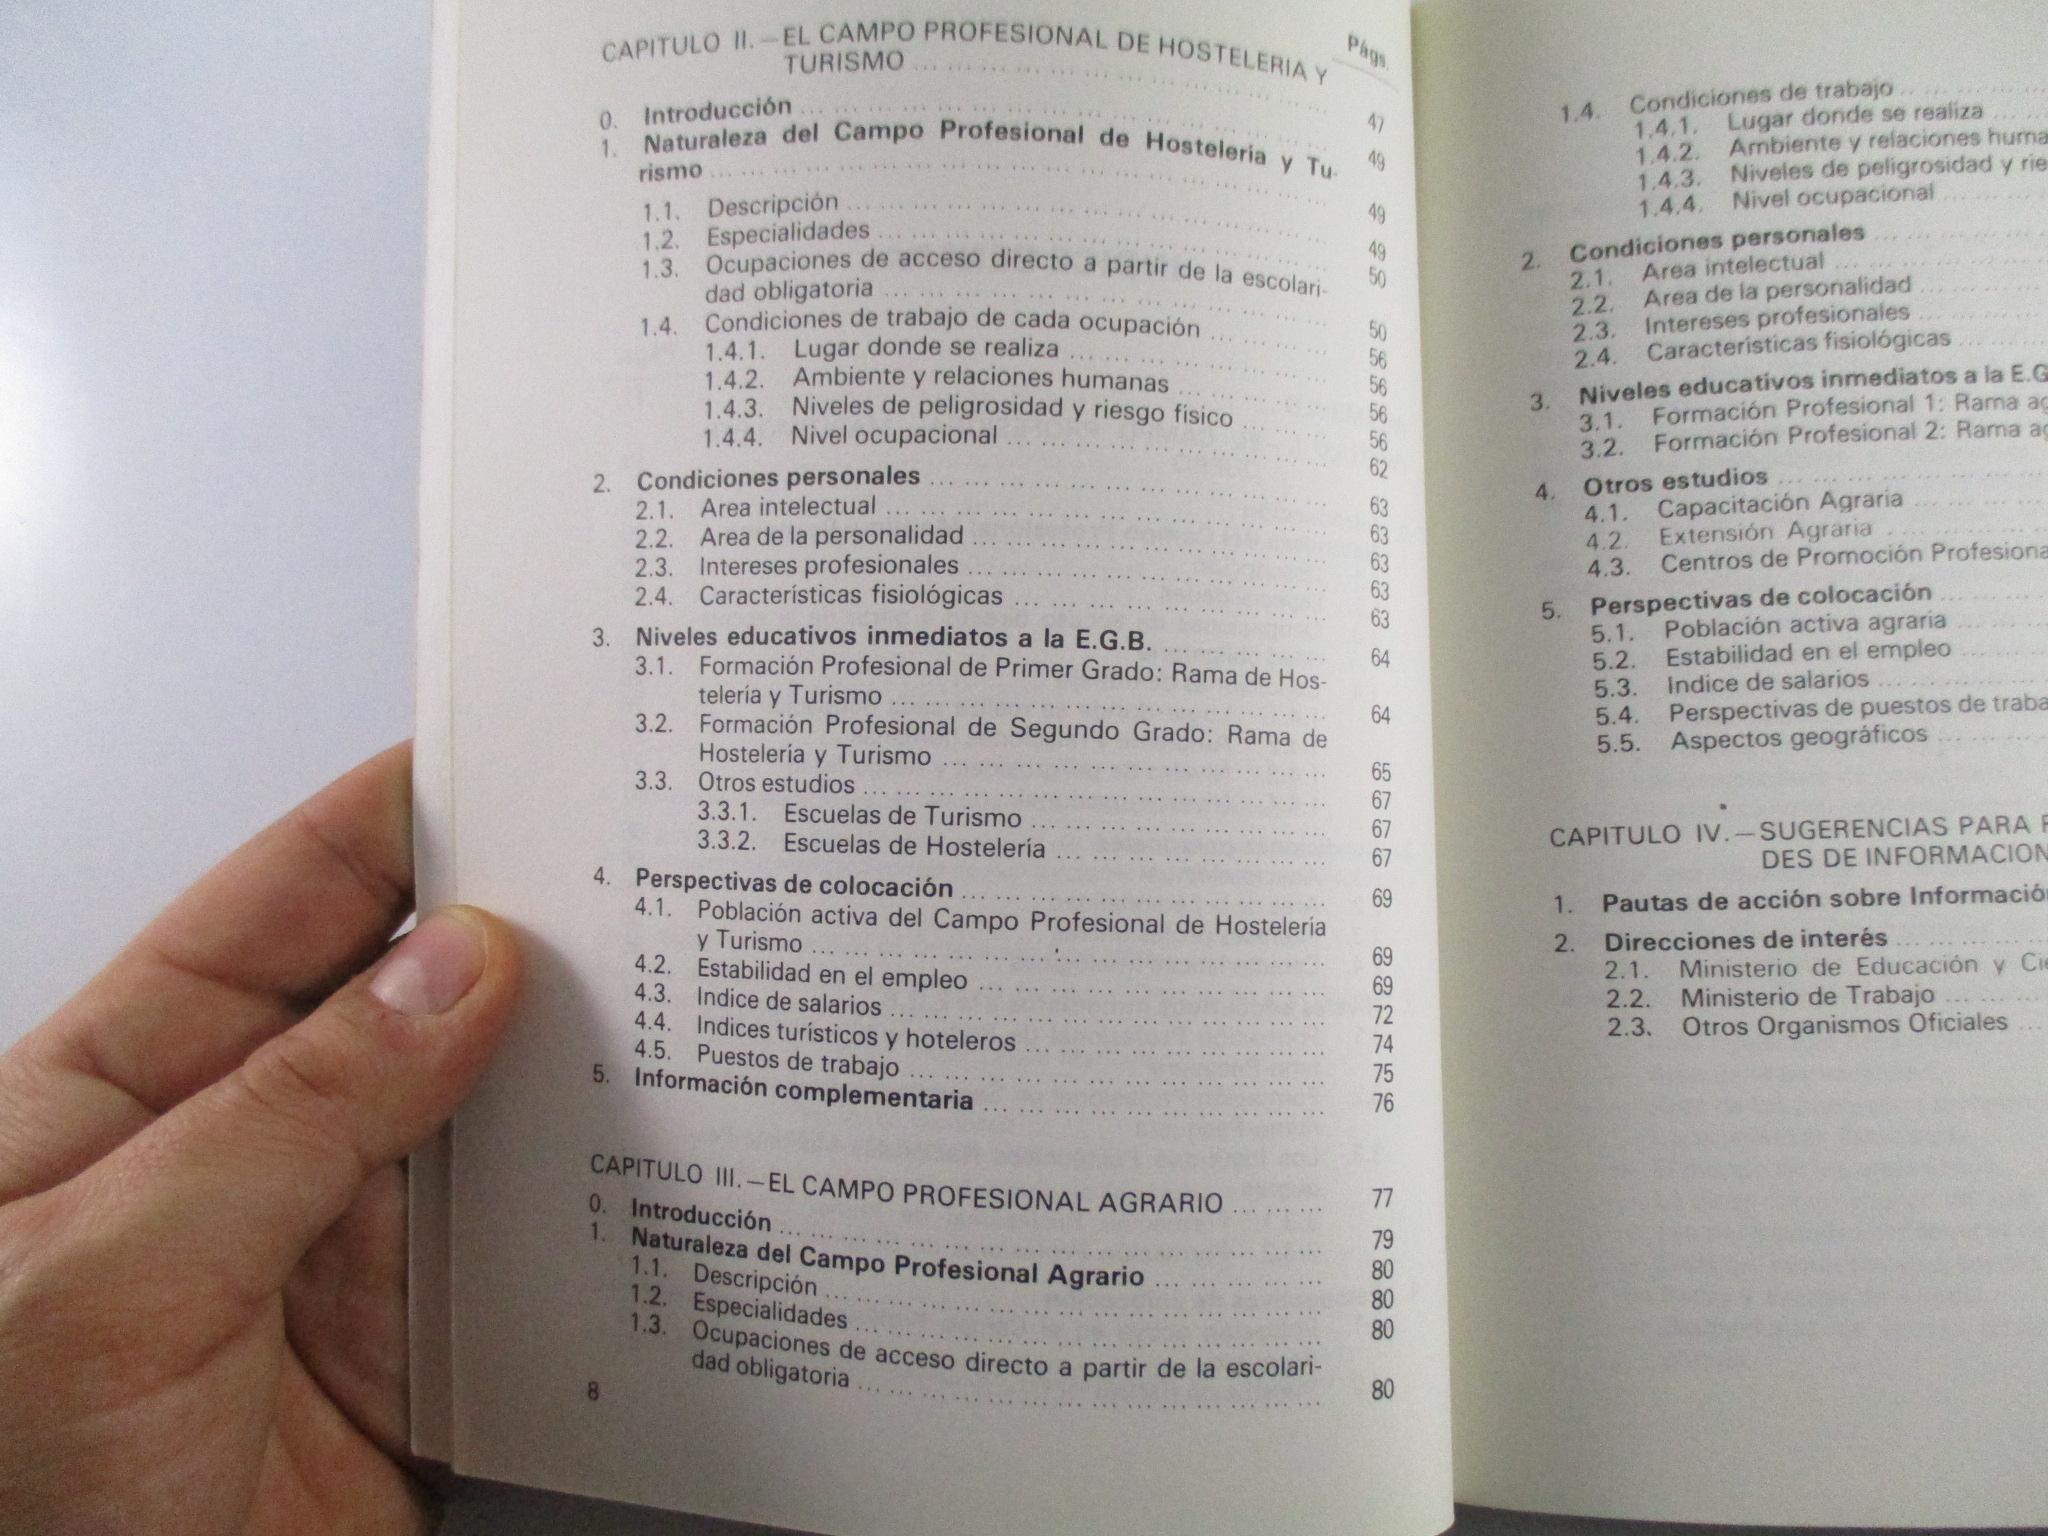 Págs.
CAPITULO II.—EL CAMPO PROFESIONAL DE HOSTELERIA Y
TURISMO ... 47
0. Introducción ... 49
1. Naturaleza del Campo Profesional de Hostelería y Tu-
rismo ... 49
1.1. Descripción ... 49
1.2. Especialidades ... 50
1.3. Ocupaciones de acceso directo a partir de la escolari-
dad obligatoria ... 50
1.4. Condiciones de trabajo de cada ocupación ... 56
1.4.1. Lugar donde se realiza ... 56
1.4.2. Ambiente y relaciones humanas ... 56
1.4.3. Niveles de peligrosidad y riesgo físico ... 56
1.4.4. Nivel ocupacional ... 62
2. Condiciones personales ... 63
2.1. Area intelectual ... 63
2.2. Area de la personalidad ... 63
2.3. Intereses profesionales ... 63
2.4. Características fisiológicas ... 63
3. Niveles educativos inmediatos a la E.G.B. ... 64
3.1. Formación Profesional de Primer Grado: Rama de Hos-
telería y Turismo ... 64
3.2. Formación Profesional de Segundo Grado: Rama de
Hostelería y Turismo ... 65
3.3. Otros estudios ... 67
3.3.1. Escuelas de Turismo ... 67
3.3.2. Escuelas de Hostelería ... 67
4. Perspectivas de colocación ... 69
4.1. Población activa del Campo Profesional de Hostelería
y Turismo ... 69
4.2. Estabilidad en el empleo ... 69
4.3. Indice de salarios ... 72
4.4. Indices turísticos y hoteleros ... 74
4.5. Puestos de trabajo ... 75
5. Información complementaria ... 76
CAPITULO III.—EL CAMPO PROFESIONAL AGRARIO ... 77
0. Introducción ... 79
1. Naturaleza del Campo Profesional Agrario ... 80
1.1. Descripción ... 80
1.2. Especialidades ... 80
1.3. Ocupaciones de acceso directo a partir de la escolari-
dad obligatoria ... 80
8
1.4. Condiciones de trabajo ...
1.4.1. Lugar donde se realiza ...
1.4.2. Ambiente y relaciones huma
1.4.3. Niveles de peligrosidad y rie
1.4.4. Nivel ocupacional ...
2. Condiciones personales ...
2.1. Area intelectual ...
2.2. Area de la personalidad ...
2.3. Intereses profesionales ...
2.4. Características fisiológicas ...
3. Niveles educativos inmediatos a la E.G
3.1. Formación Profesional 1: Rama ag
3.2. Formación Profesional 2: Rama ag
4. Otros estudios ...
4.1. Capacitación Agraria ...
4.2. Extensión Agraria ...
4.3. Centros de Promoción Profesiona
5. Perspectivas de colocación ...
5.1. Población activa agraria ...
5.2. Estabilidad en el empleo ...
5.3. Indice de salarios ...
5.4. Perspectivas de puestos de traba
5.5. Aspectos geográficos ...
CAPITULO IV.—SUGERENCIAS PARA
DES DE INFORMACION
1. Pautas de acción sobre Informació
2. Direcciones de interés ...
2.1. Ministerio de Educación y Cie
2.2. Ministerio de Trabajo ...
2.3. Otros Organismos Oficiales ...